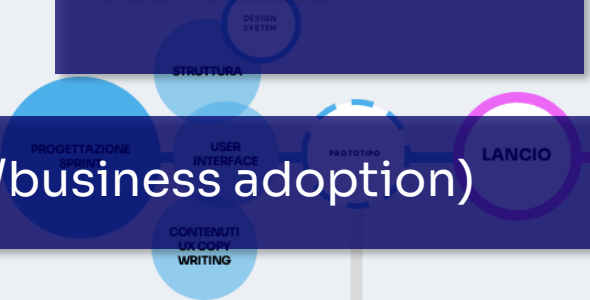 DESIGN
SYSTEM
STRUTTURA
PROGETTAZIONE
SPRINT
USER
INTERFACE
PROTOTIPO
LANCIO
/business adoption)
CONTENUTI
UX COPY
WRITING